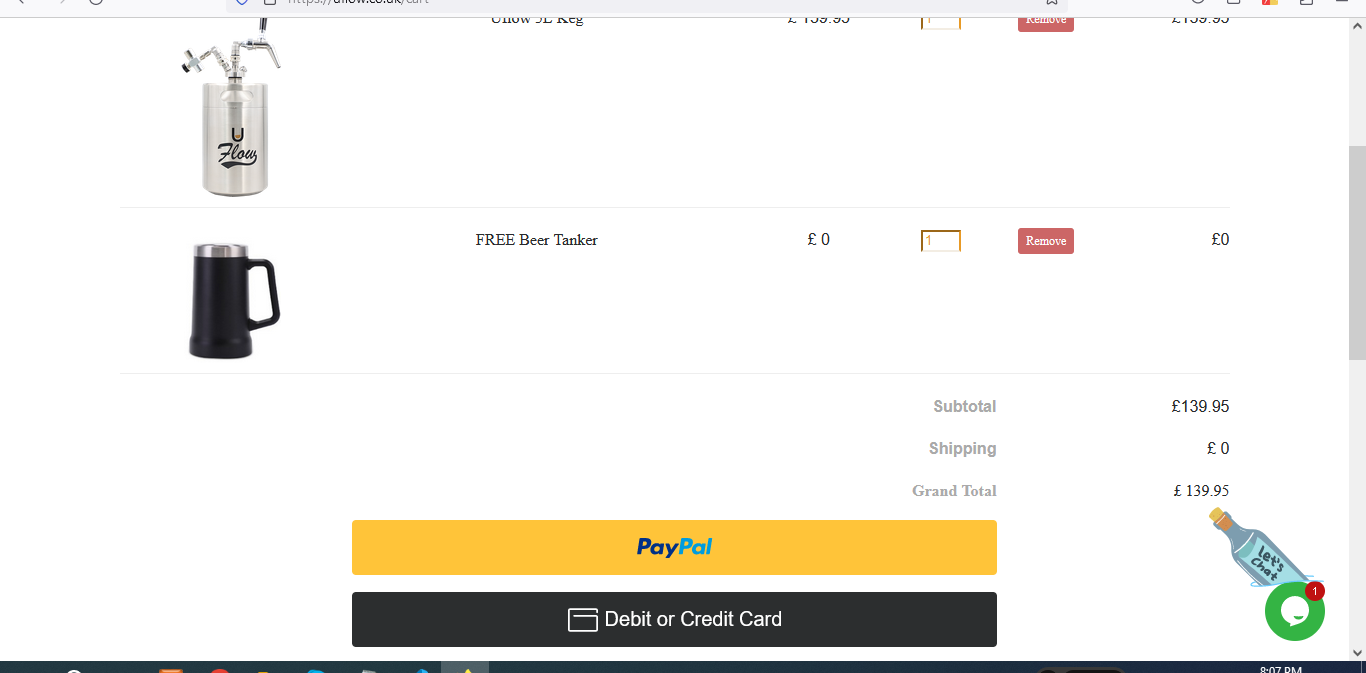 https://uflow.co.uk/cart
Uflow 5L Keg £ 139.95 1 Remove £139.95
U
Flow
FREE Beer Tanker £ 0 1 Remove £0
Subtotal £139.95
Shipping £ 0
Grand Total £ 139.95
Let's
Chat
PayPal
1
Debit or Credit Card
8:07 PM